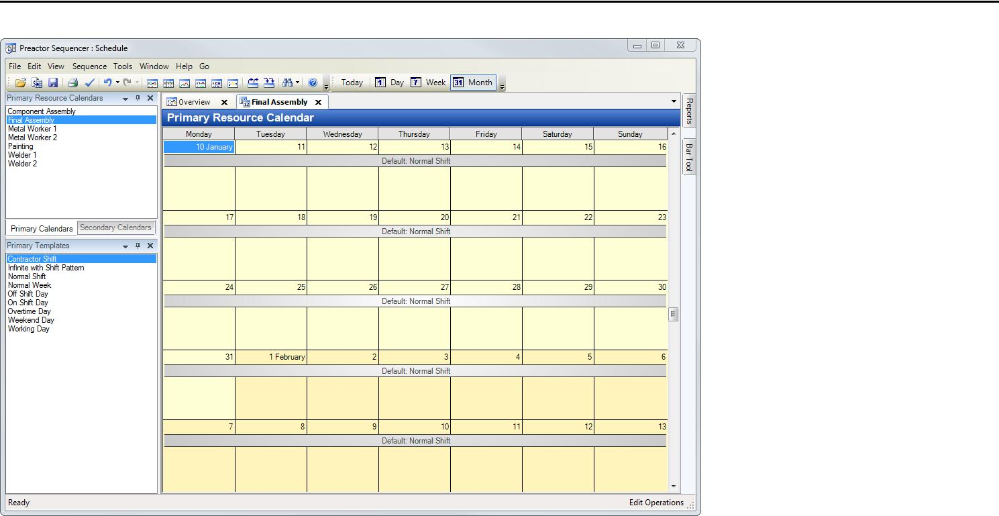 Preactor Sequencer : Schedule
File Edit View Sequence Tools Window Help Go
Today 1 Day 7 Week 31 Month
Primary Resource Calendars
Component Assembly
Final Assembly
Metal Worker 1
Metal Worker 2
Painting
Welder 1
Welder 2
Primary Calendars Secondary Calendars
Primary Templates
Contractor Shift
Infinite with Shift Pattern
Normal Shift
Normal Week
Off Shift Day
On Shift Day
Overtime Day
Weekend Day
Working Day
Overview Final Assembly
Primary Resource Calendar
Monday Tuesday Wednesday Thursday Friday Saturday Sunday
10 January 11 12 13 14 15 16
Default: Normal Shift
17 18 19 20 21 22 23
Default: Normal Shift
24 25 26 27 28 29 30
Default: Normal Shift
31 1 February 2 3 4 5 6
Default: Normal Shift
7 8 9 10 11 12 13
Default: Normal Shift
Reports
Bar Tool
Ready Edit Operations